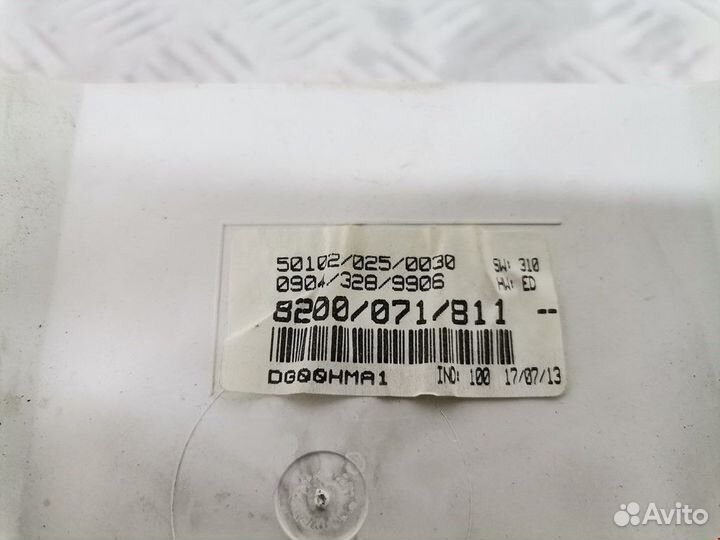 50102/025/0030 SW: 310
0904/328/9906 HW: ED
8200/071/811 --
DG00HMA1 IND: 100 17/07/13
Avito